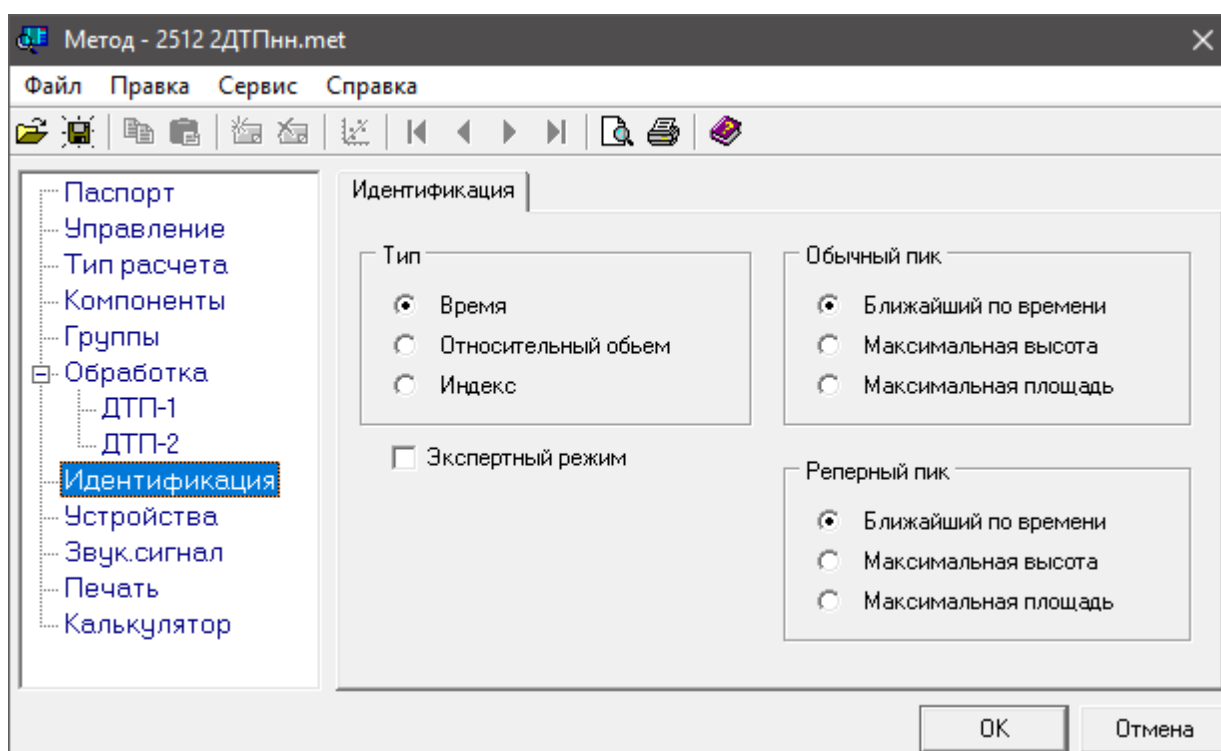 Метод - 2512 2ДТПнн.met
Файл Правка Сервис Справка
Паспорт
Управление
Тип расчета
Компоненты
Группы
Обработка
ДТП-1
ДТП-2
Идентификация
Устройства
Звук.сигнал
Печать
Калькулятор
Идентификация
Тип
Время
Относительный обьем
Индекс
Экспертный режим
Обычный пик
Ближайший по времени
Максимальная высота
Максимальная площадь
Реперный пик
Ближайший по времени
Максимальная высота
Максимальная площадь
OK Отмена